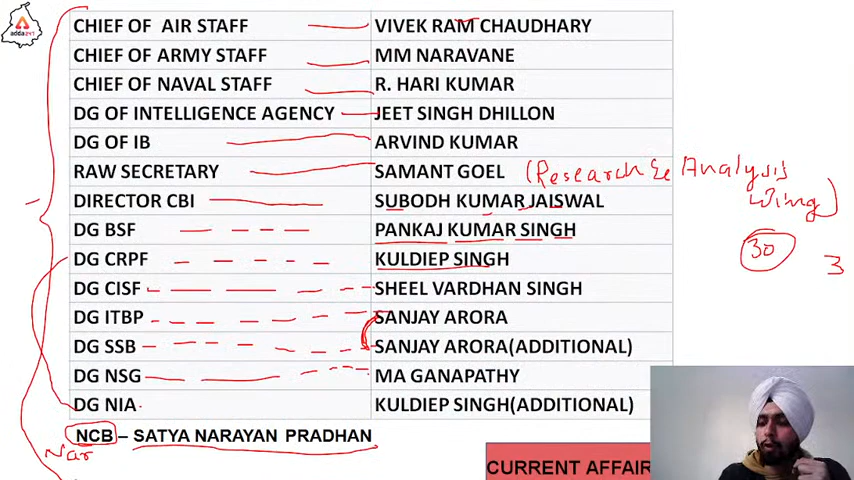 adda247
CHIEF OF AIR STAFF VIVEK RAM CHAUDHARY
CHIEF OF ARMY STAFF MM NARAVANE
CHIEF OF NAVAL STAFF R. HARI KUMAR
DG OF INTELLIGENCE AGENCY JEET SINGH DHILLON
DG OF IB ARVIND KUMAR
RAW SECRETARY SAMANT GOEL (Research & Analysis
wing)
DIRECTOR CBI SUBODH KUMAR JAISWAL
DG BSF PANKAJ KUMAR SINGH
30
DG CRPF KULDIEP SINGH
3
DG CISF SHEEL VARDHAN SINGH
DG ITBP SANJAY ARORA
DG SSB SANJAY ARORA(ADDITIONAL)
DG NSG MA GANAPATHY
DG NIA KULDIEP SINGH(ADDITIONAL)
NCB – SATYA NARAYAN PRADHAN
Nar
CURRENT AFFAIR